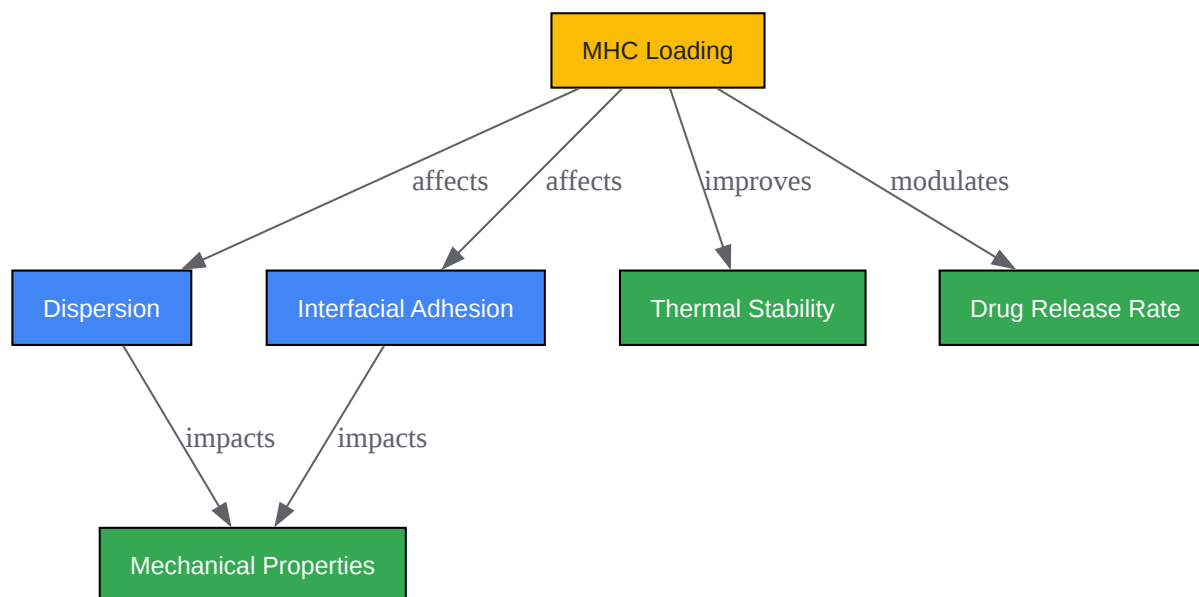 MHC Loading
affects
affects
improves
modulates
Dispersion
Interfacial Adhesion
Thermal Stability
Drug Release Rate
impacts
impacts
Mechanical Properties